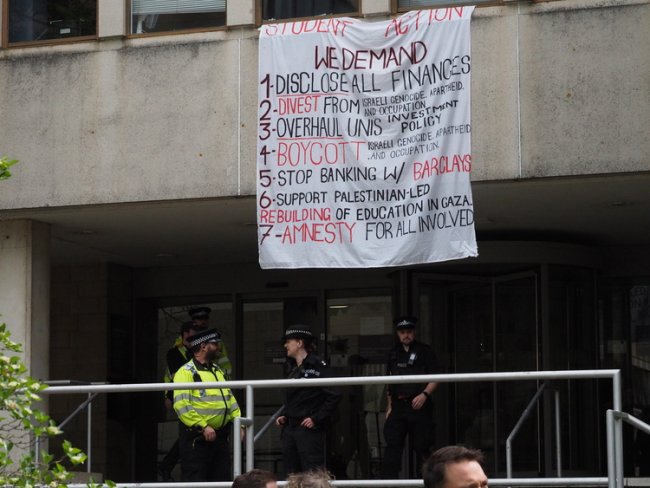 STUDENT ACTION
WE DEMAND
1-DISCLOSE ALL FINANCES
2-DIVEST FROM ISRAELI GENOCIDE, APARTHEID, AND OCCUPATION.
3-OVERHAUL UNIS INVESTMENT POLICY
4-BOYCOTT ISRAELI GENOCIDE, APARTHEID AND OCCUPATION.
5-STOP BANKING W/ BARCLAYS
6-SUPPORT PALESTINIAN-LED
REBUILDING OF EDUCATION IN GAZA.
7-AMNESTY FOR ALL INVOLVED